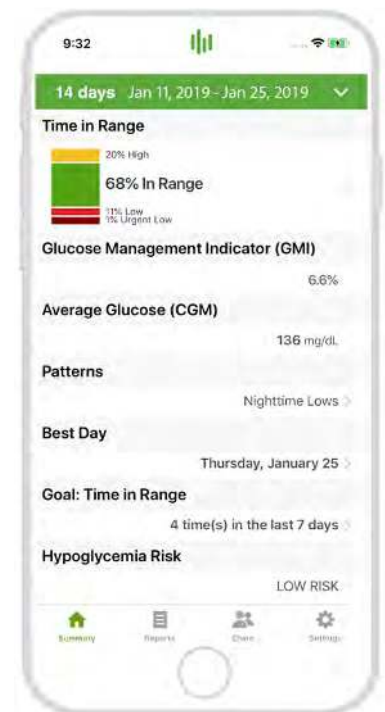 9:32
14 days Jan 11, 2019 - Jan 25, 2019
Time in Range
20% High
68% In Range
11% Low
1% Urgent Low
Glucose Management Indicator (GMI)
6.6%
Average Glucose (CGM)
136 mg/dL
Patterns
Nighttime Lows
Best Day
Thursday, January 25
Goal: Time in Range
4 time(s) in the last 7 days
Hypoglycemia Risk
LOW RISK
Summary Reports Share Settings